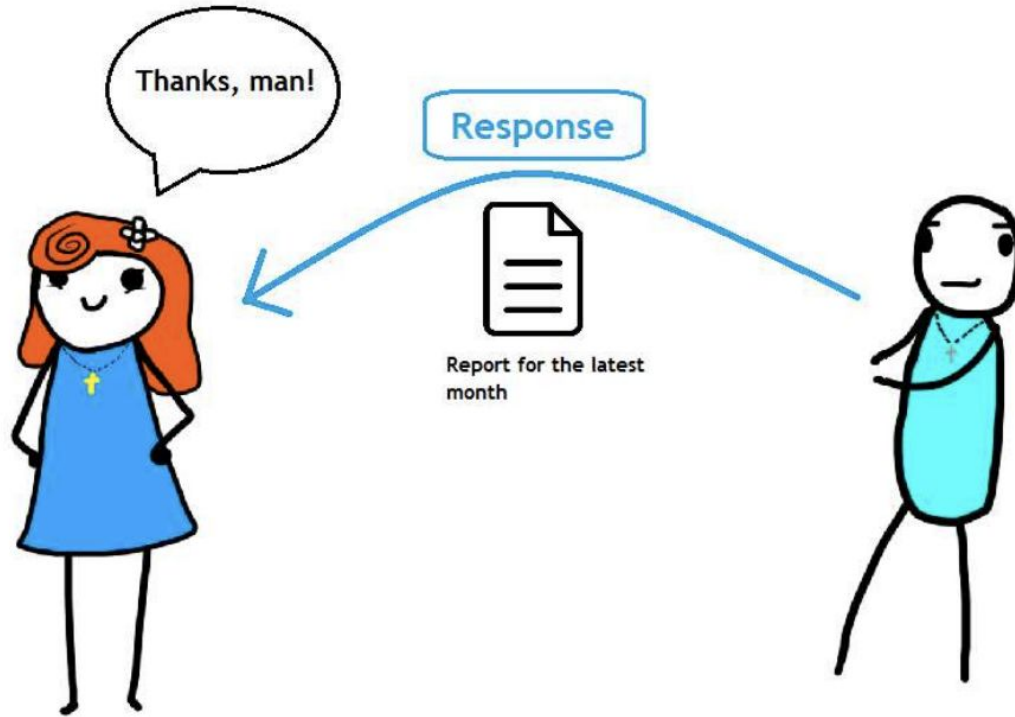 Thanks, man!
Response
Report for the latest
month